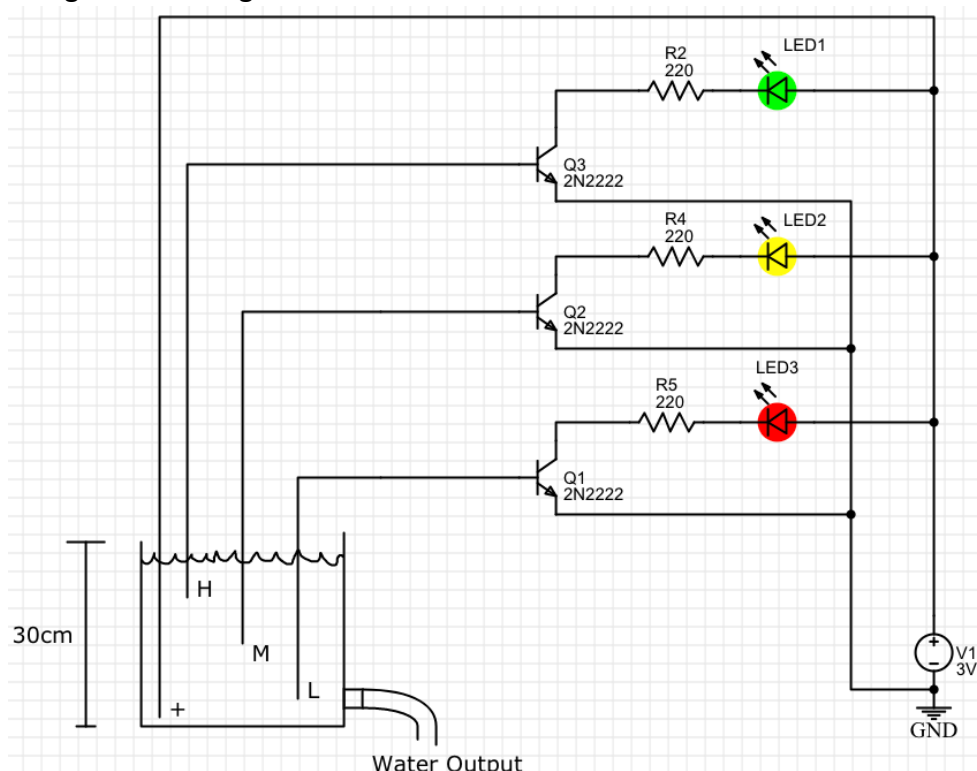 LED1
R2
220
Q3
2N2222
LED2
R4
220
Q2
2N2222
LED3
R5
220
Q1
2N2222
H
30cm
M
L
+
V1
3V
+
−
GND
Water Output